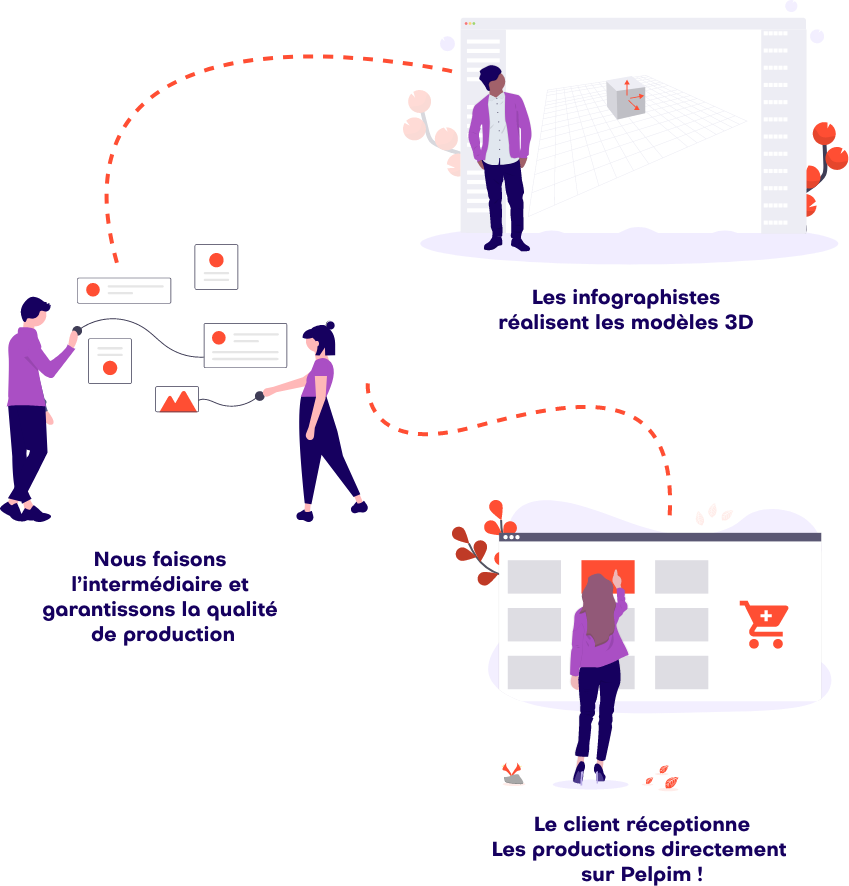 Les infographistes
réalisent les modèles 3D
Nous faisons
l'intermédiaire et
garantissons la qualité
de production
Le client réceptionne
Les productions directement
sur Pelpim !